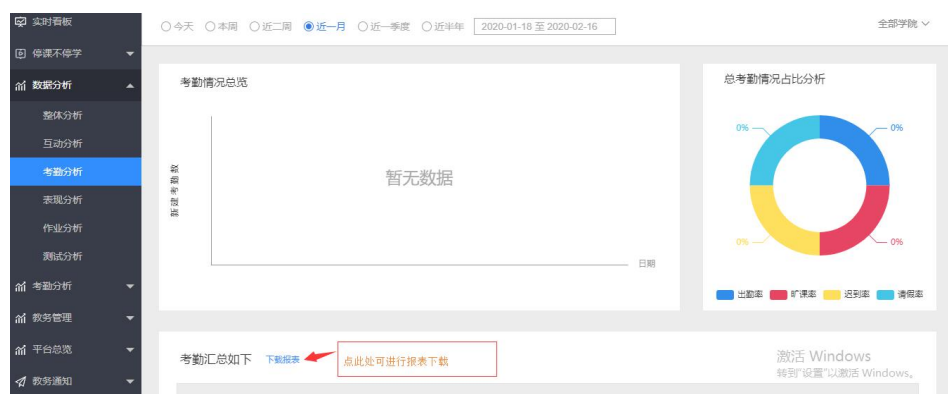 实时看板
停课不停学
数据分析
整体分析
互动分析
考勤分析
表现分析
作业分析
测试分析
考勤分析
教务管理
平台总览
教务通知
今天 本周 近二周 近一月 近一季度 近半年 2020-01-18 至 2020-02-16
全部学院
考勤情况总览
新建考勤数
暂无数据
日期
总考勤情况占比分析
0% 0%
0% 0%
出勤率 旷课率 迟到率 请假率
考勤汇总如下 下载报表 点此处可进行报表下载
激活 Windows
转到"设置"以激活 Windows。